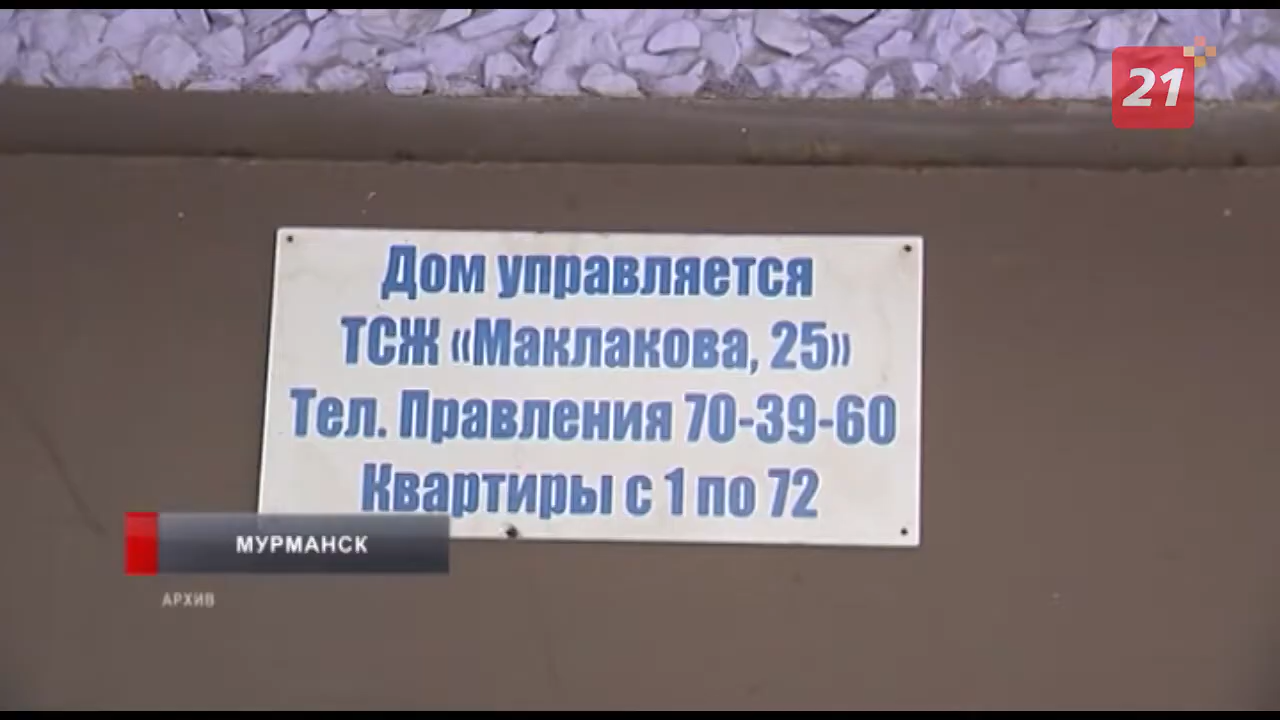 21
Дом управляется
ТСЖ «Маклакова, 25»
Тел. Правления 70-39-60
Квартиры с 1 по 72
МУРМАНСК
АРХИВ